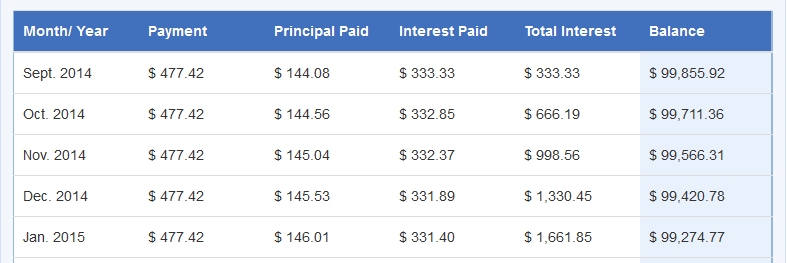 Month/ Year Payment Principal Paid Interest Paid Total Interest Balance
Sept. 2014 $ 477.42 $ 144.08 $ 333.33 $ 333.33 $ 99,855.92
Oct. 2014 $ 477.42 $ 144.56 $ 332.85 $ 666.19 $ 99,711.36
Nov. 2014 $ 477.42 $ 145.04 $ 332.37 $ 998.56 $ 99,566.31
Dec. 2014 $ 477.42 $ 145.53 $ 331.89 $ 1,330.45 $ 99,420.78
Jan. 2015 $ 477.42 $ 146.01 $ 331.40 $ 1,661.85 $ 99,274.77